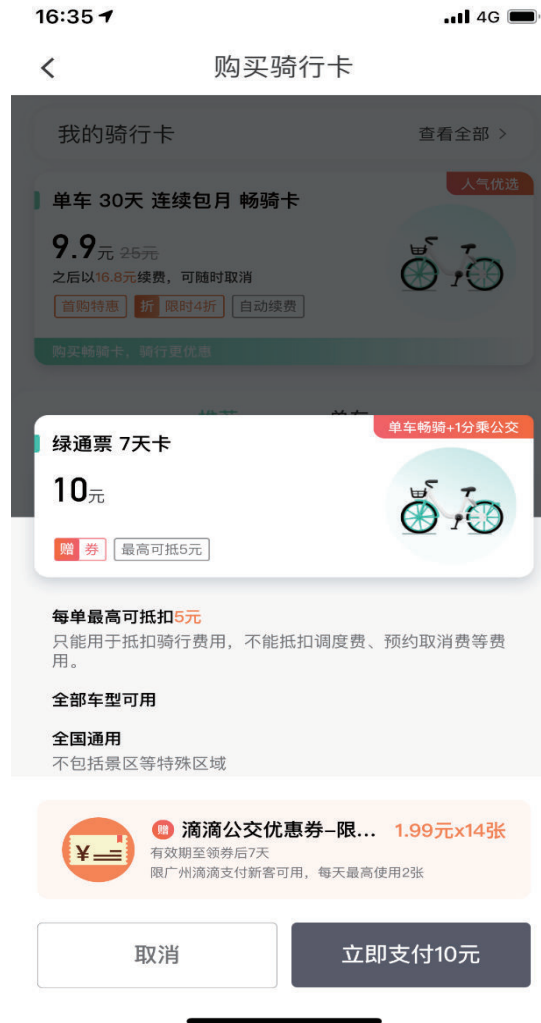 16:35
4G
购买骑行卡
我的骑行卡
查看全部 >
人气优选
单车 30天 连续包月 畅骑卡
9.9元 25元
之后以16.8元续费，可随时取消
首购特惠 折 限时4折 自动续费
购买畅骑卡，骑行更优惠
单车畅骑+1分乘公交
绿通票 7天卡
10元
赠 券 最高可抵5元
每单最高可抵扣5元
只能用于抵扣骑行费用，不能抵扣调度费、预约取消费等费
用。
全部车型可用
全国通用
不包括景区等特殊区域
赠 滴滴公交优惠券–限... 1.99元x14张
有效期至领券后7天
限广州滴滴支付新客可用，每天最高使用2张
¥
取消
立即支付10元